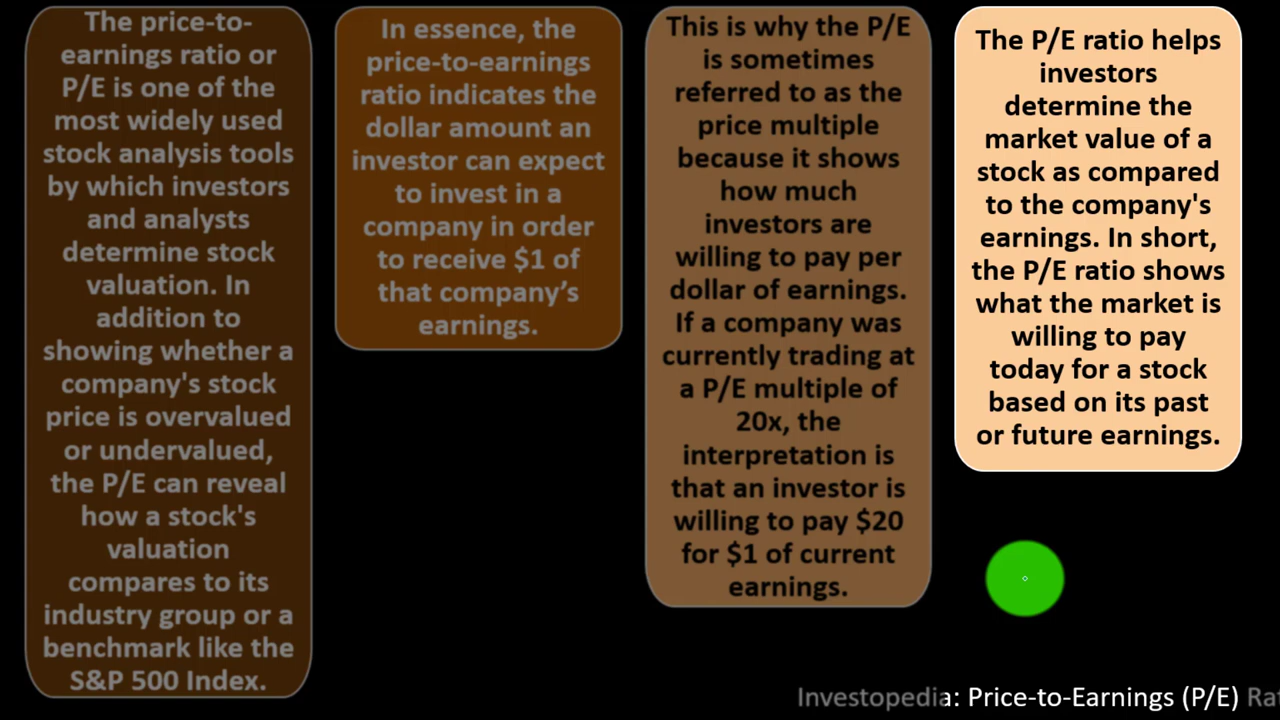 The price-to-
earnings ratio or
P/E is one of the
most widely used
stock analysis tools
by which investors
and analysts
determine stock
valuation. In
addition to
showing whether a
company's stock
price is overvalued
or undervalued,
the P/E can reveal
how a stock's
valuation
compares to its
industry group or a
benchmark like the
S&P 500 Index.
In essence, the
price-to-earnings
ratio indicates the
dollar amount an
investor can expect
to invest in a
company in order
to receive $1 of
that company’s
earnings.
This is why the P/E
is sometimes
referred to as the
price multiple
because it shows
how much
investors are
willing to pay per
dollar of earnings.
If a company was
currently trading at
a P/E multiple of
20x, the
interpretation is
that an investor is
willing to pay $20
for $1 of current
earnings.
The P/E ratio helps
investors
determine the
market value of a
stock as compared
to the company's
earnings. In short,
the P/E ratio shows
what the market is
willing to pay
today for a stock
based on its past
or future earnings.
Investopedia: Price-to-Earnings (P/E) Rat